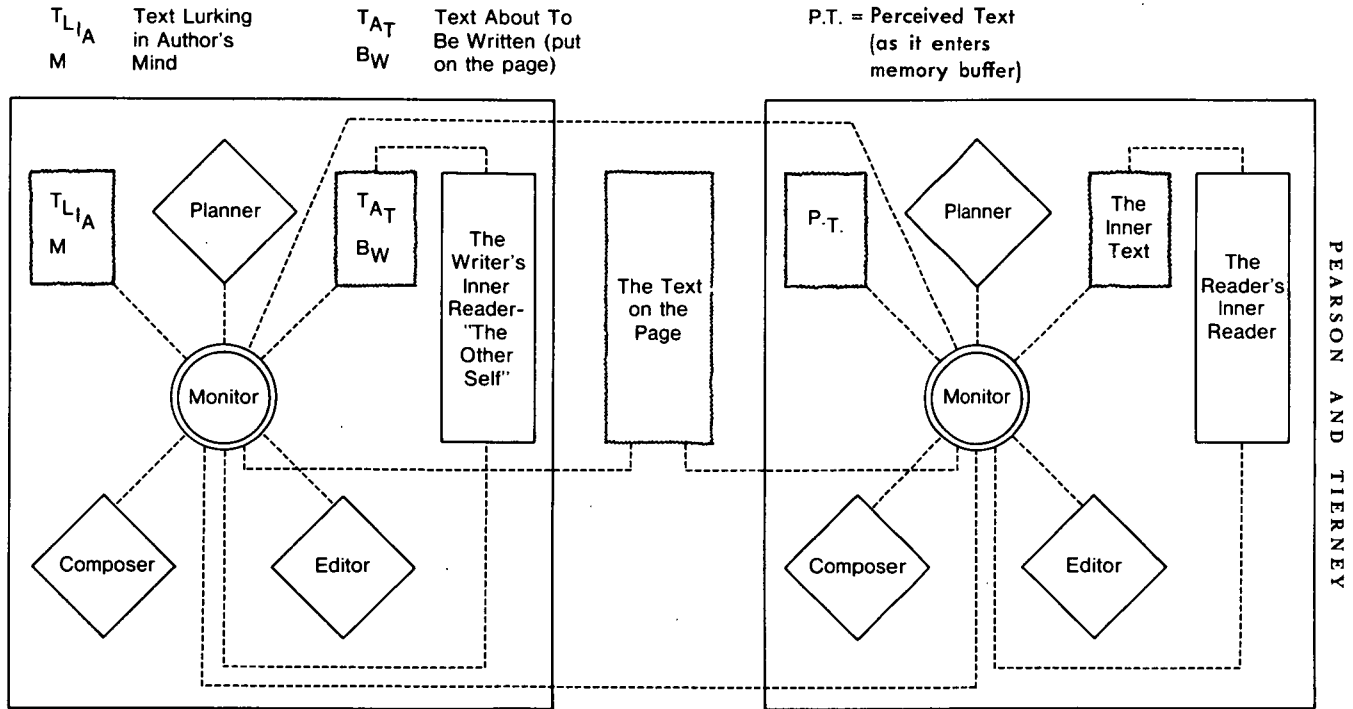 T L I A M
Text Lurking
in Author's
Mind
T A T B W
Text About To
Be Written (put
on the page)
P.T. = Perceived Text
(as it enters
memory buffer)
T L I A
M
Planner
T A T
B W
The
Writer's
Inner
Reader-
"The
Other
Self"
Monitor
Composer
Editor
The Text
on the
Page
P.T.
Planner
The
Inner
Text
The
Reader's
Inner
Reader
Monitor
Composer
Editor
PEARSON AND TIERNEY